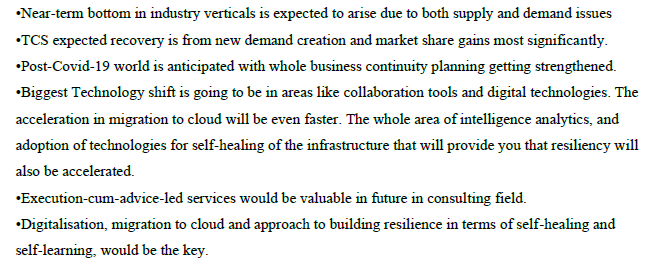 •Near-term bottom in industry verticals is expected to arise due to both supply and demand issues
•TCS expected recovery is from new demand creation and market share gains most significantly.
•Post-Covid-19 world is anticipated with whole business continuity planning getting strengthened.
•Biggest Technology shift is going to be in areas like collaboration tools and digital technologies. The
acceleration in migration to cloud will be even faster. The whole area of intelligence analytics, and
adoption of technologies for self-healing of the infrastructure that will provide you that resiliency will
also be accelerated.
•Execution-cum-advice-led services would be valuable in future in consulting field.
•Digitalisation, migration to cloud and approach to building resilience in terms of self-healing and
self-learning, would be the key.